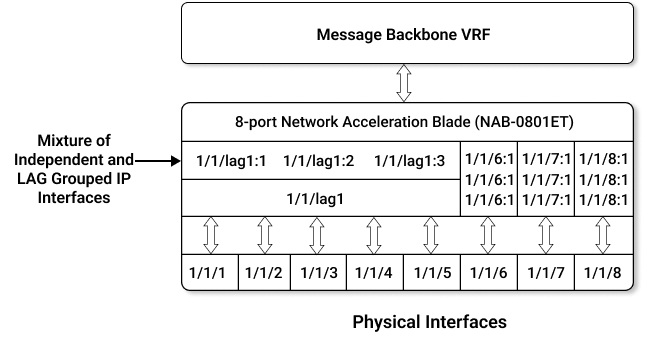 Message Backbone VRF
8-port Network Acceleration Blade (NAB-0801ET)
Mixture of
Independent and
LAG Grouped IP
Interfaces
1/1/lag1:1 1/1/lag1:2 1/1/lag1:3
1/1/lag1
1/1/6:1 1/1/7:1 1/1/8:1
1/1/6:1 1/1/7:1 1/1/8:1
1/1/6:1 1/1/7:1 1/1/8:1
1/1/1 1/1/2 1/1/3 1/1/4 1/1/5 1/1/6 1/1/7 1/1/8
Physical Interfaces